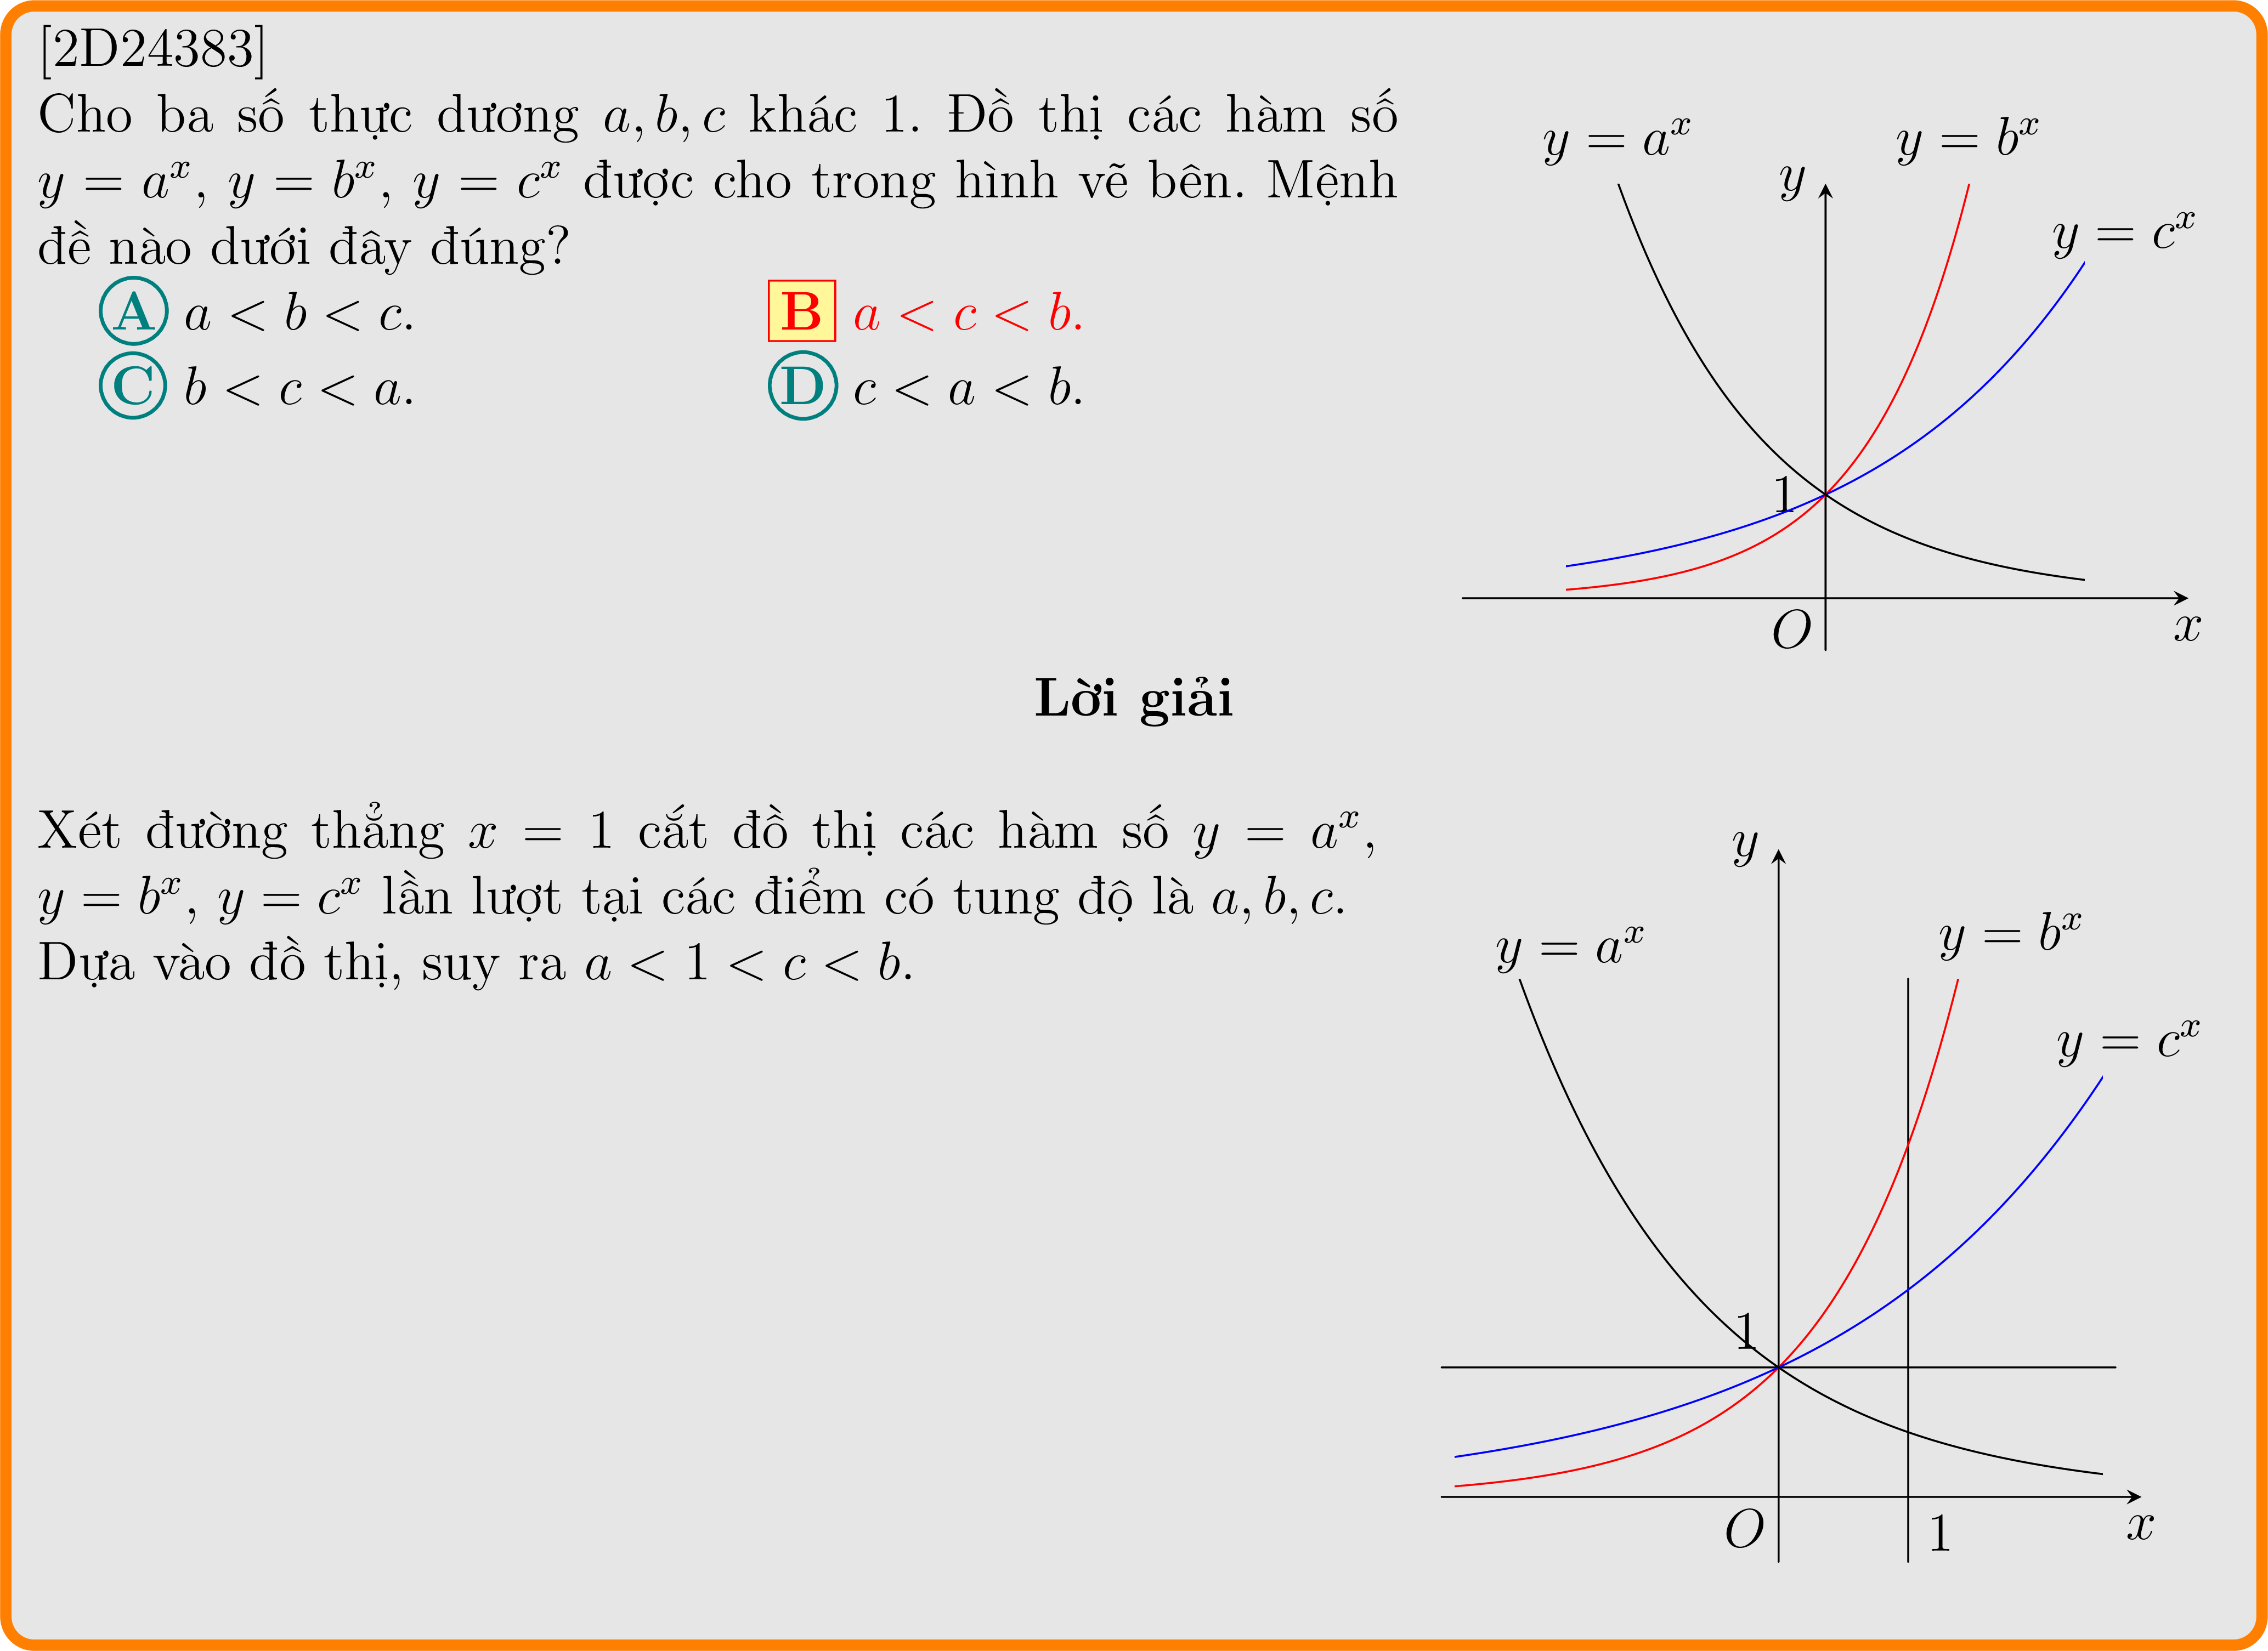 [2D24383]
Cho ba số thực dương a, b, c khác 1. Đồ thị các hàm số
y = a^x, y = b^x, y = c^x được cho trong hình vẽ bên. Mệnh
đề nào dưới đây đúng?
A a < b < c.
B a < c < b.
C b < c < a.
D c < a < b.
y = a^x
y = b^x
y
y = c^x
1
O
x
Lời giải
Xét đường thẳng x = 1 cắt đồ thị các hàm số y = a^x,
y = b^x, y = c^x lần lượt tại các điểm có tung độ là a, b, c.
Dựa vào đồ thị, suy ra a < 1 < c < b.
y
y = a^x
y = b^x
y = c^x
1
O
1
x